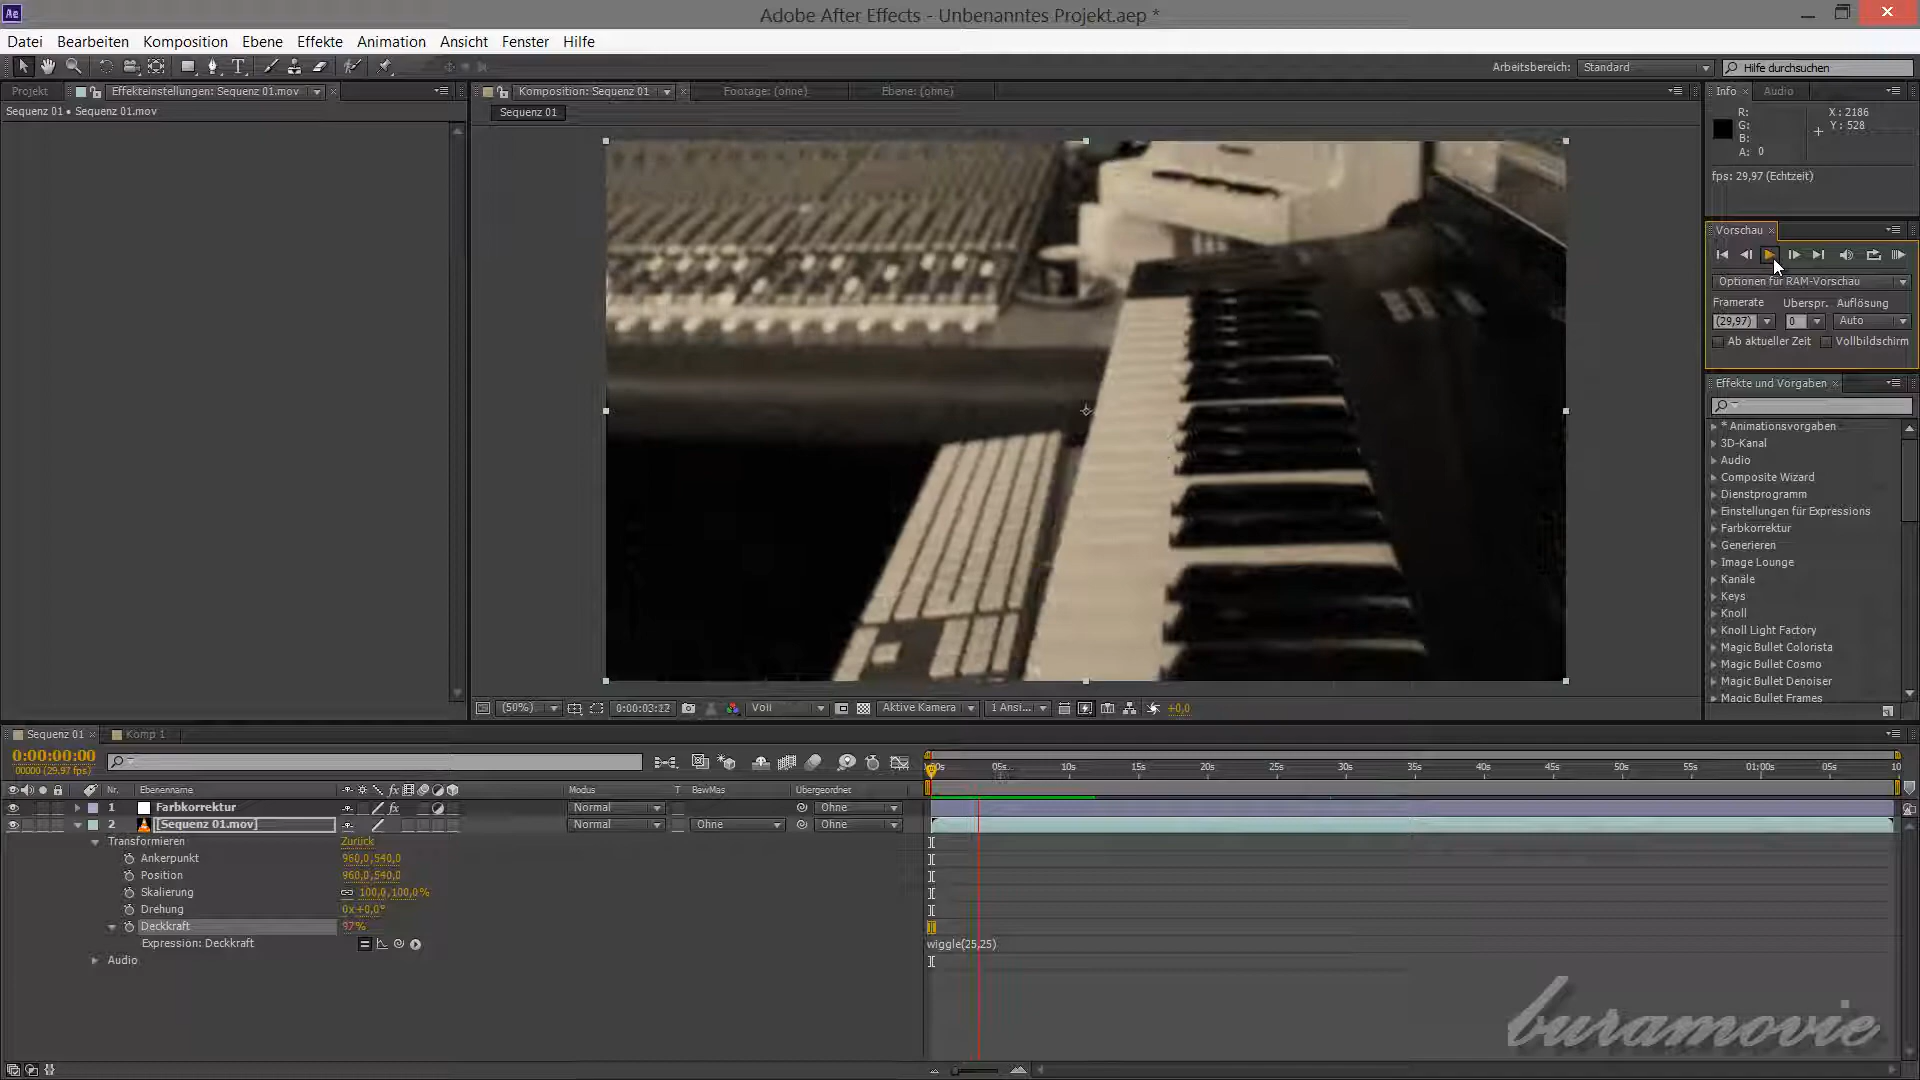 Adobe After Effects - Unbenanntes Projekt.aep *
Datei Bearbeiten Komposition Ebene Effekte Animation Ansicht Fenster Hilfe
Arbeitsbereich: Standard Hilfe durchsuchen
Projekt Effekteinstellungen: Sequenz 01.mov
Sequenz 01 • Sequenz 01.mov
Komposition: Sequenz 01 Footage: (ohne) Ebene: (ohne)
Sequenz 01
Info Audio
R: X : 2186
G: Y : 528
B:
A: 0
fps: 29,97 (Echtzeit)
Vorschau
Optionen für RAM-Vorschau
Framerate Überspr. Auflösung
(29,97) 0 Auto
Ab aktueller Zeit Vollbildschirm
Effekte und Vorgaben
* Animationsvorgaben
3D-Kanal
Audio
Composite Wizard
Dienstprogramm
Einstellungen für Expressions
Farbkorrektur
Generieren
Image Lounge
Kanäle
Keys
Knoll
Knoll Light Factory
Magic Bullet Colorista
Magic Bullet Cosmo
Magic Bullet Denoiser
Magic Bullet Frames
(50%) 0:00:03:12 Voll Aktive Kamera 1 Ansi... +0,0
Sequenz 01 Komp 1
0:00:00:00
00000 (29,97 fps)
05s 10s 15s 20s 25s 30s 35s 40s 45s 50s 55s 01:00s 05s 10
Nr. Ebenenname fx Modus T BewMas Übergeordnet
1 Farbkorrektur fx Normal Ohne
2 [Sequenz 01.mov] Normal Ohne Ohne
Transformieren Zurück
Ankerpunkt 960,0,540,0
Position 960,0,540,0
Skalierung 100,0,100,0%
Drehung 0x+0,0°
Deckkraft 97%
Expression: Deckkraft wiggle(25,25)
Audio
buramovie